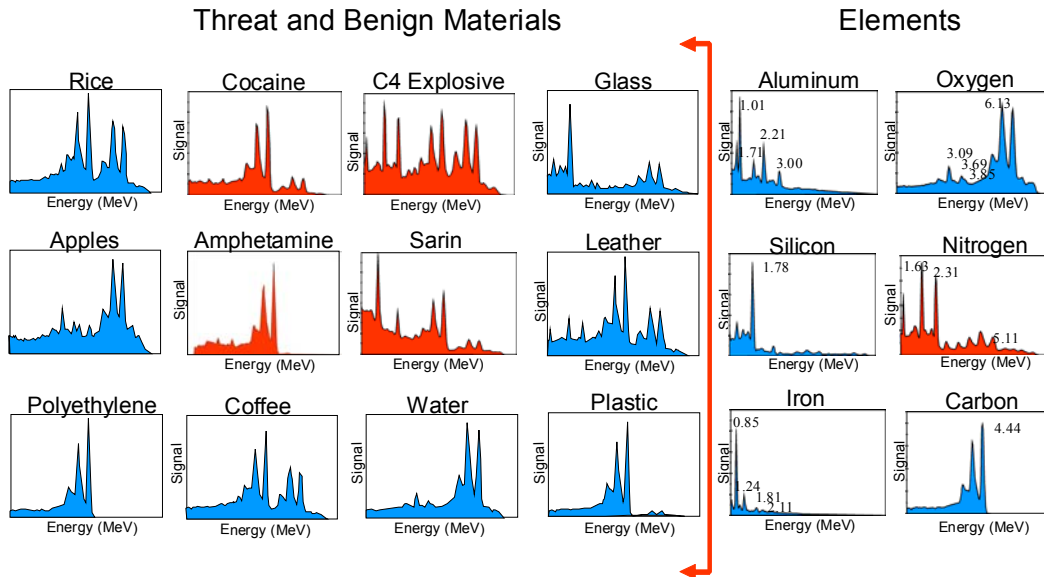 Threat and Benign Materials
Elements
Rice
Cocaine
C4 Explosive
Glass
Aluminum
Oxygen
Signal
Signal
Signal
1.01
1.71
2.21
3.00
6.13
3.09
3.69
3.85
Energy (MeV)
Energy (MeV)
Energy (MeV)
Energy (MeV)
Energy (MeV)
Energy (MeV)
Apples
Amphetamine
Sarin
Leather
Silicon
Nitrogen
Signal
Signal
Signal
1.78
1.63
2.31
5.11
Energy (MeV)
Energy (MeV)
Energy (MeV)
Energy (MeV)
Energy (MeV)
Energy (MeV)
Polyethylene
Coffee
Water
Plastic
Iron
Carbon
Signal
Signal
Signal
0.85
1.24
1.81
2.11
4.44
Energy (MeV)
Energy (MeV)
Energy (MeV)
Energy (MeV)
Energy (MeV)
Energy (MeV)